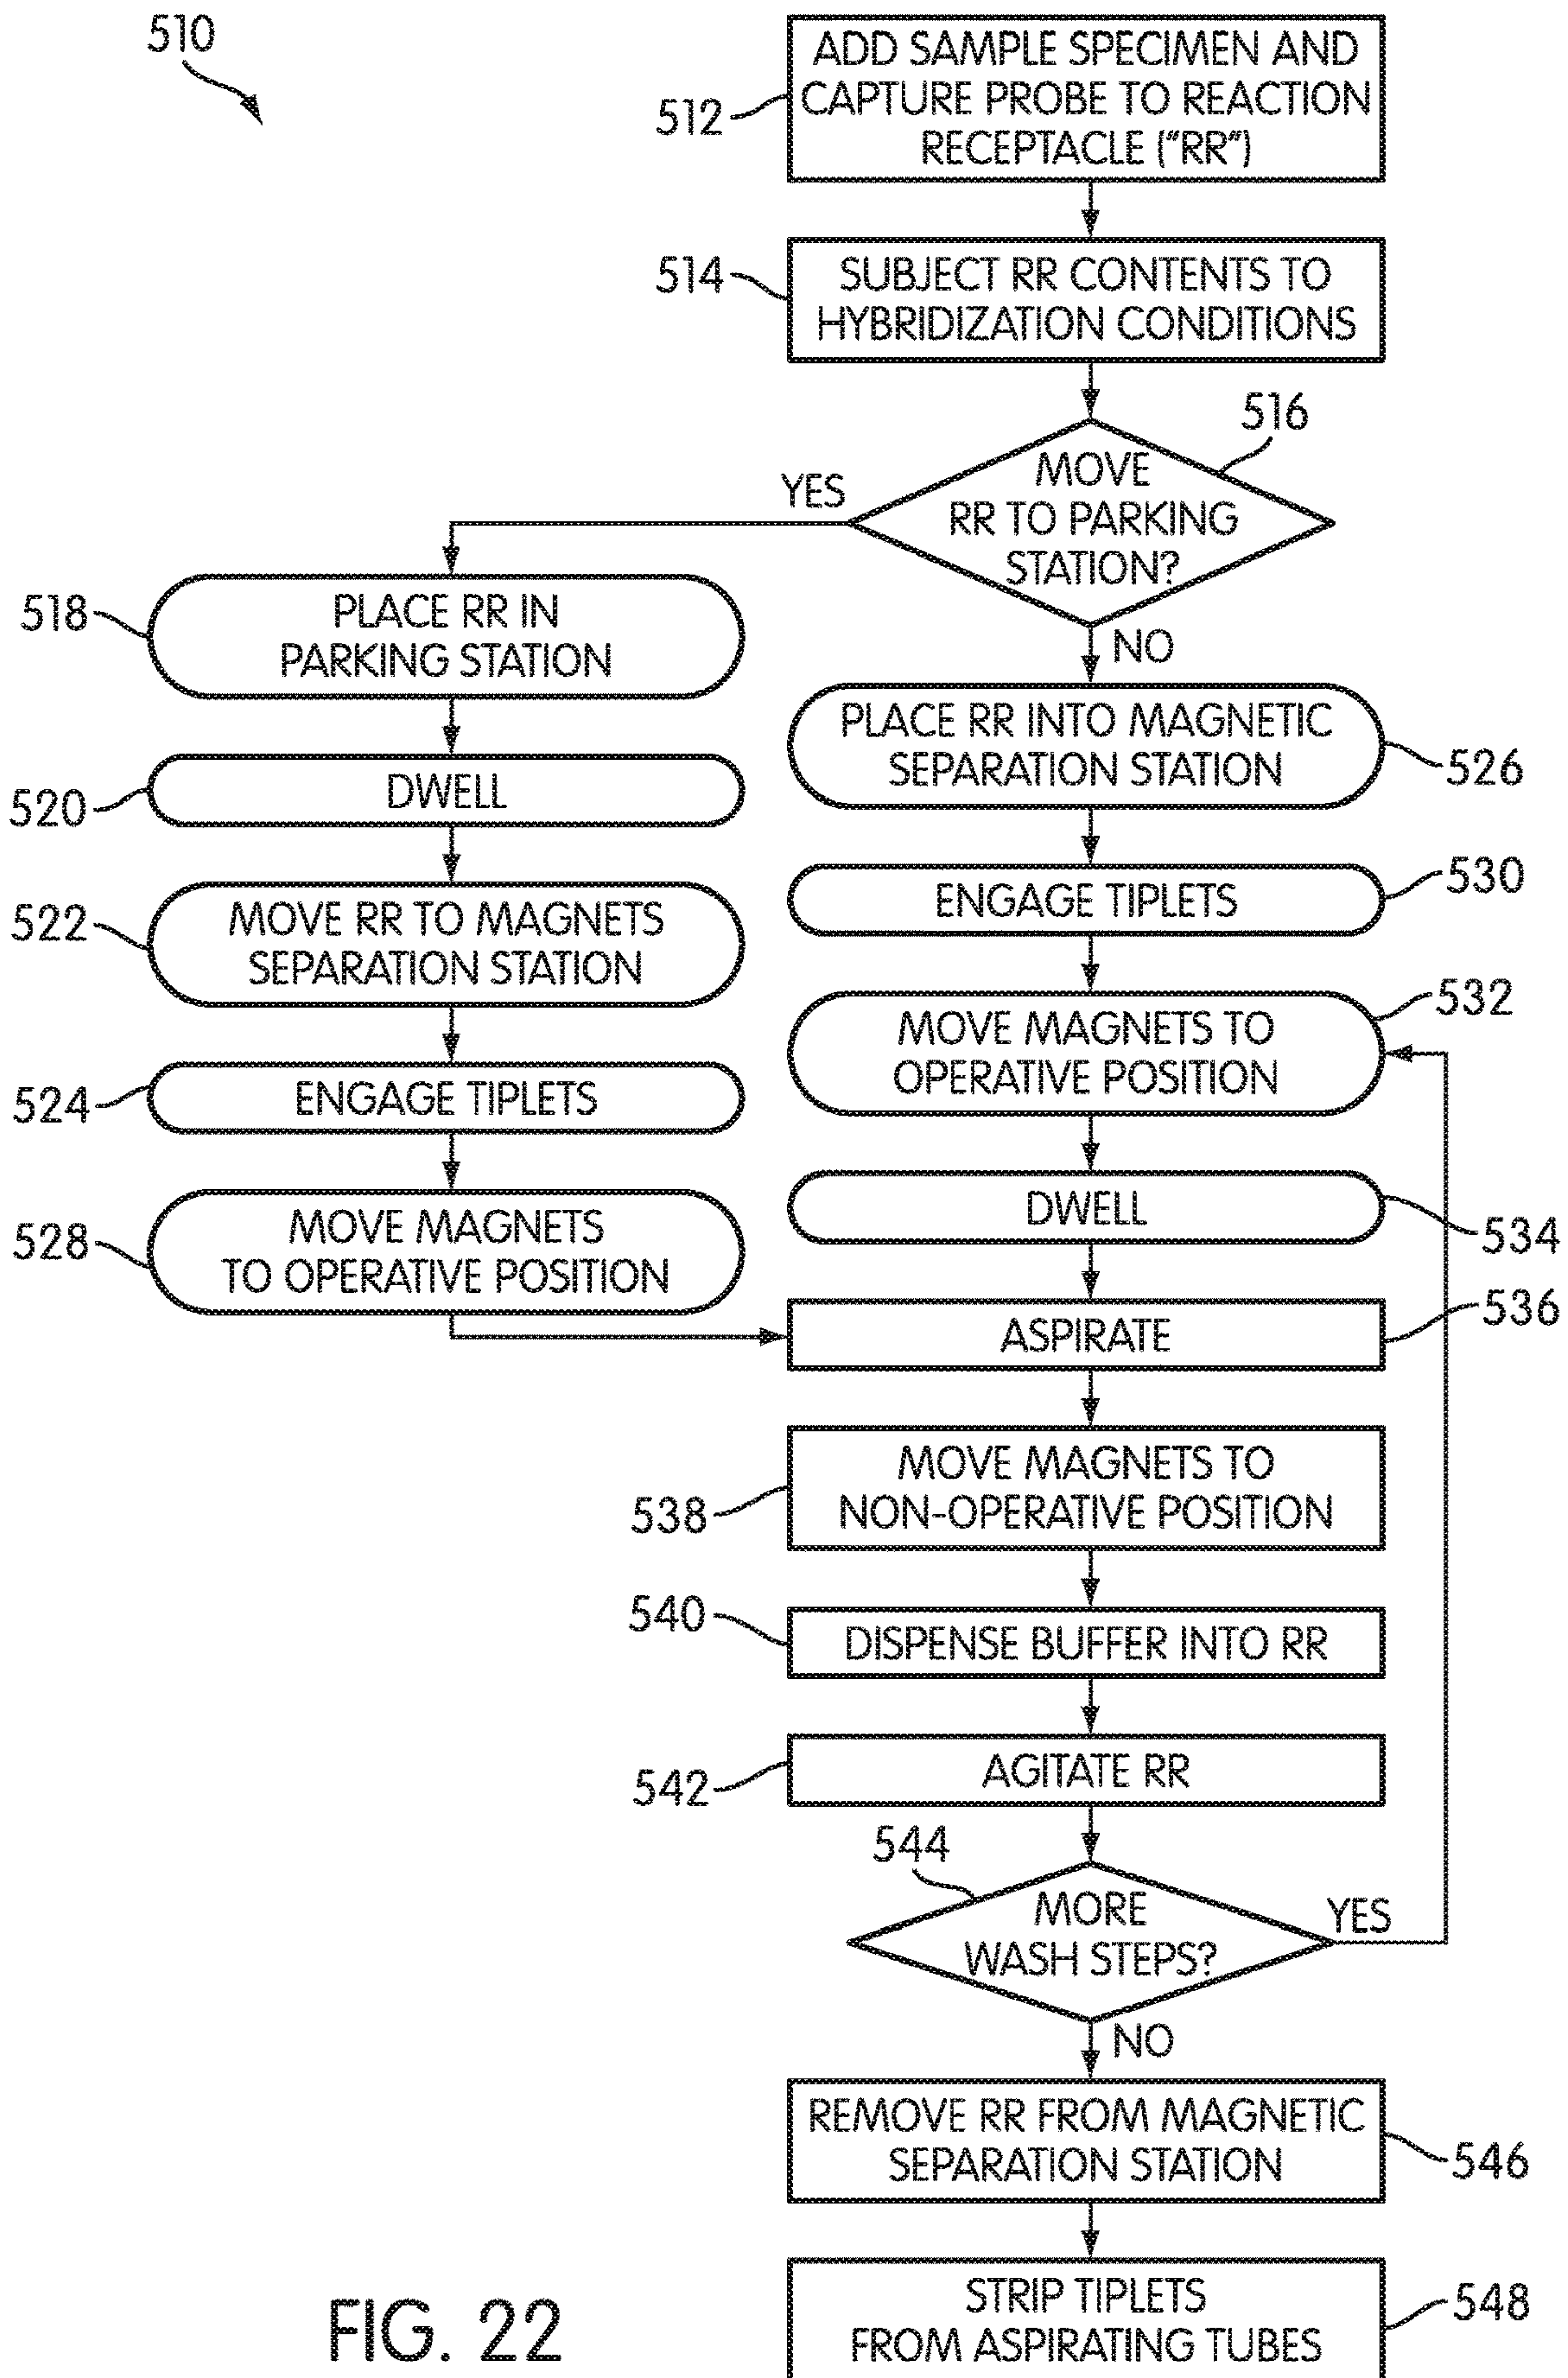 510
512
ADD SAMPLE SPECIMEN AND
CAPTURE PROBE TO REACTION
RECEPTACLE ("RR")
514
SUBJECT RR CONTENTS TO
HYBRIDIZATION CONDITIONS
516
MOVE
RR TO PARKING
STATION?
YES
NO
518
PLACE RR IN
PARKING STATION
520
DWELL
522
MOVE RR TO MAGNETS
SEPARATION STATION
524
ENGAGE TIPLETS
528
MOVE MAGNETS
TO OPERATIVE POSITION
PLACE RR INTO MAGNETIC
SEPARATION STATION
526
ENGAGE TIPLETS
530
MOVE MAGNETS TO
OPERATIVE POSITION
532
DWELL
534
ASPIRATE
536
538
MOVE MAGNETS TO
NON-OPERATIVE POSITION
540
DISPENSE BUFFER INTO RR
542
AGITATE RR
544
MORE
WASH STEPS?
YES
NO
REMOVE RR FROM MAGNETIC
SEPARATION STATION
546
STRIP TIPLETS
FROM ASPIRATING TUBES
548
FIG. 22